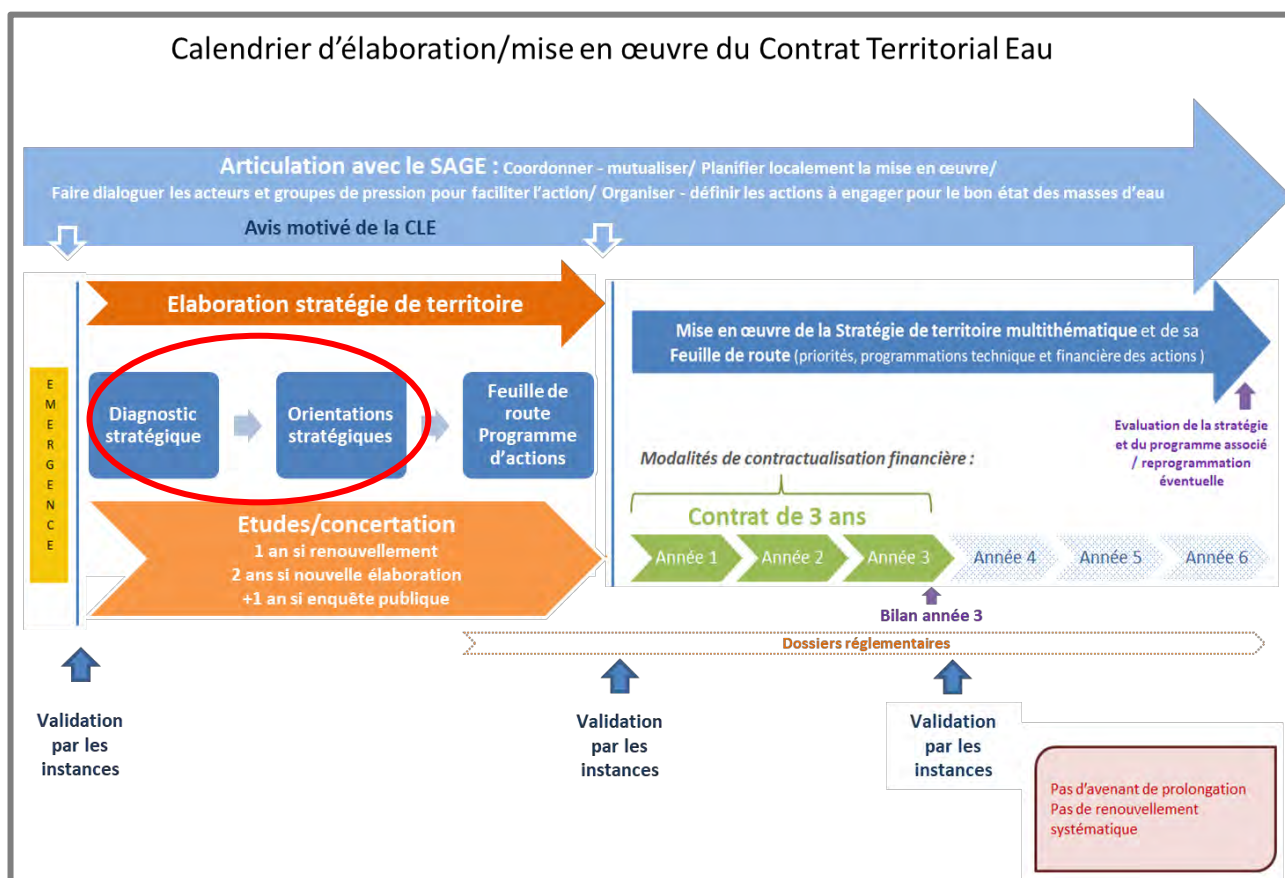 Calendrier d'élaboration/mise en œuvre du Contrat Territorial Eau
Articulation avec le SAGE : Coordonner - mutualiser/ Planifier localement la mise en œuvre/
Faire dialoguer les acteurs et groupes de pression pour faciliter l'action/ Organiser - définir les actions à engager pour le bon état des masses d'eau
Avis motivé de la CLE
Elaboration stratégie de territoire
EMERGENCE
Diagnostic
stratégique
Orientations
stratégiques
Feuille de
route
Programme
d'actions
Etudes/concertation
1 an si renouvellement
2 ans si nouvelle élaboration
+1 an si enquête publique
Mise en œuvre de la Stratégie de territoire multithématique et de sa
Feuille de route (priorités, programmations technique et financière des actions )
Evaluation de la stratégie
et du programme associé
/ reprogrammation
éventuelle
Modalités de contractualisation financière :
Contrat de 3 ans
Année 1
Année 2
Année 3
Année 4
Année 5
Année 6
Bilan année 3
Dossiers réglementaires
Validation
par les
instances
Validation
par les
instances
Validation
par les
instances
Pas d'avenant de prolongation
Pas de renouvellement
systématique